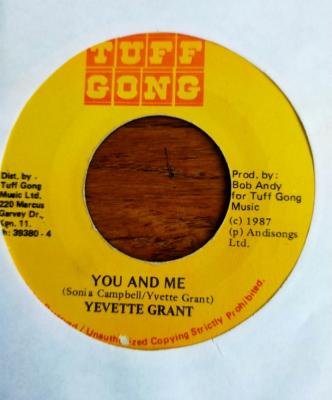 TUFF
GONG
Dist. by
Tuff Gong
Music Ltd.
220 Marcus
Garvey Dr.,
Kgn. 11.
39380 - 4
Prod. by:
Bob Andy
for Tuff Gong
Music
(c) 1987
(p) Andisongs
Ltd.
YOU AND ME
(Sonia Campbell/Yvette Grant)
YEVETTE GRANT
/ Unauthorized Copying Strictly Prohibited.